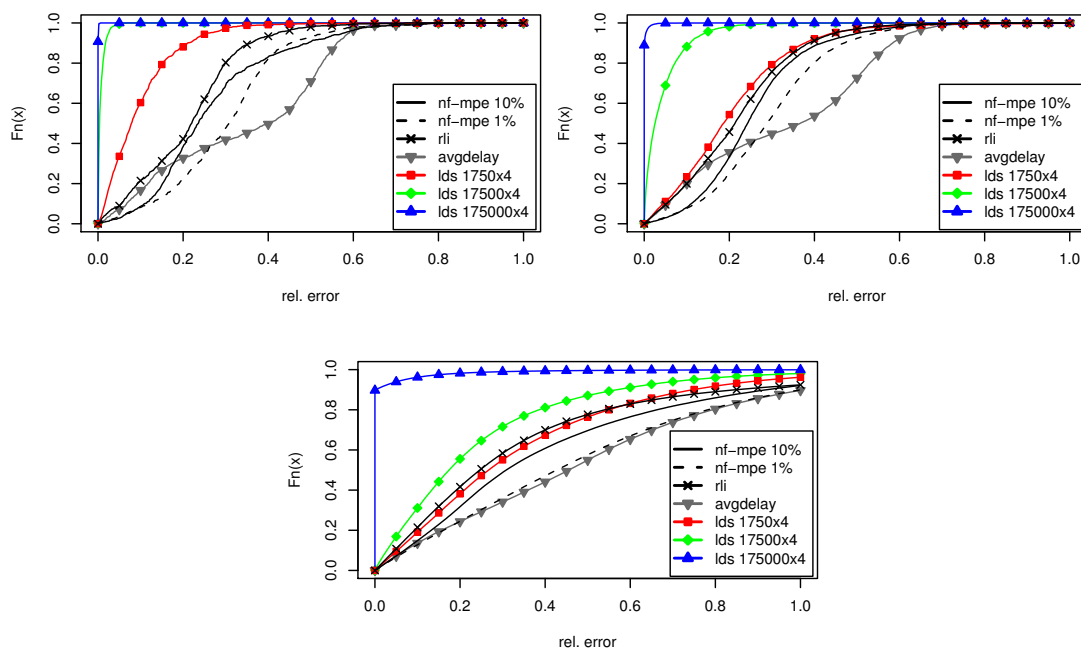 Fn(x)
1.0
0.8
0.6
0.4
0.2
0.0
nf−mpe 10%
nf−mpe 1%
rli
avgdelay
lds 1750x4
lds 17500x4
lds 175000x4
0.0 0.2 0.4 0.6 0.8 1.0
rel. error
Fn(x)
1.0
0.8
0.6
0.4
0.2
0.0
nf−mpe 10%
nf−mpe 1%
rli
avgdelay
lds 1750x4
lds 17500x4
lds 175000x4
0.0 0.2 0.4 0.6 0.8 1.0
rel. error
Fn(x)
1.0
0.8
0.6
0.4
0.2
0.0
nf−mpe 10%
nf−mpe 1%
rli
avgdelay
lds 1750x4
lds 17500x4
lds 175000x4
0.0 0.2 0.4 0.6 0.8 1.0
rel. error